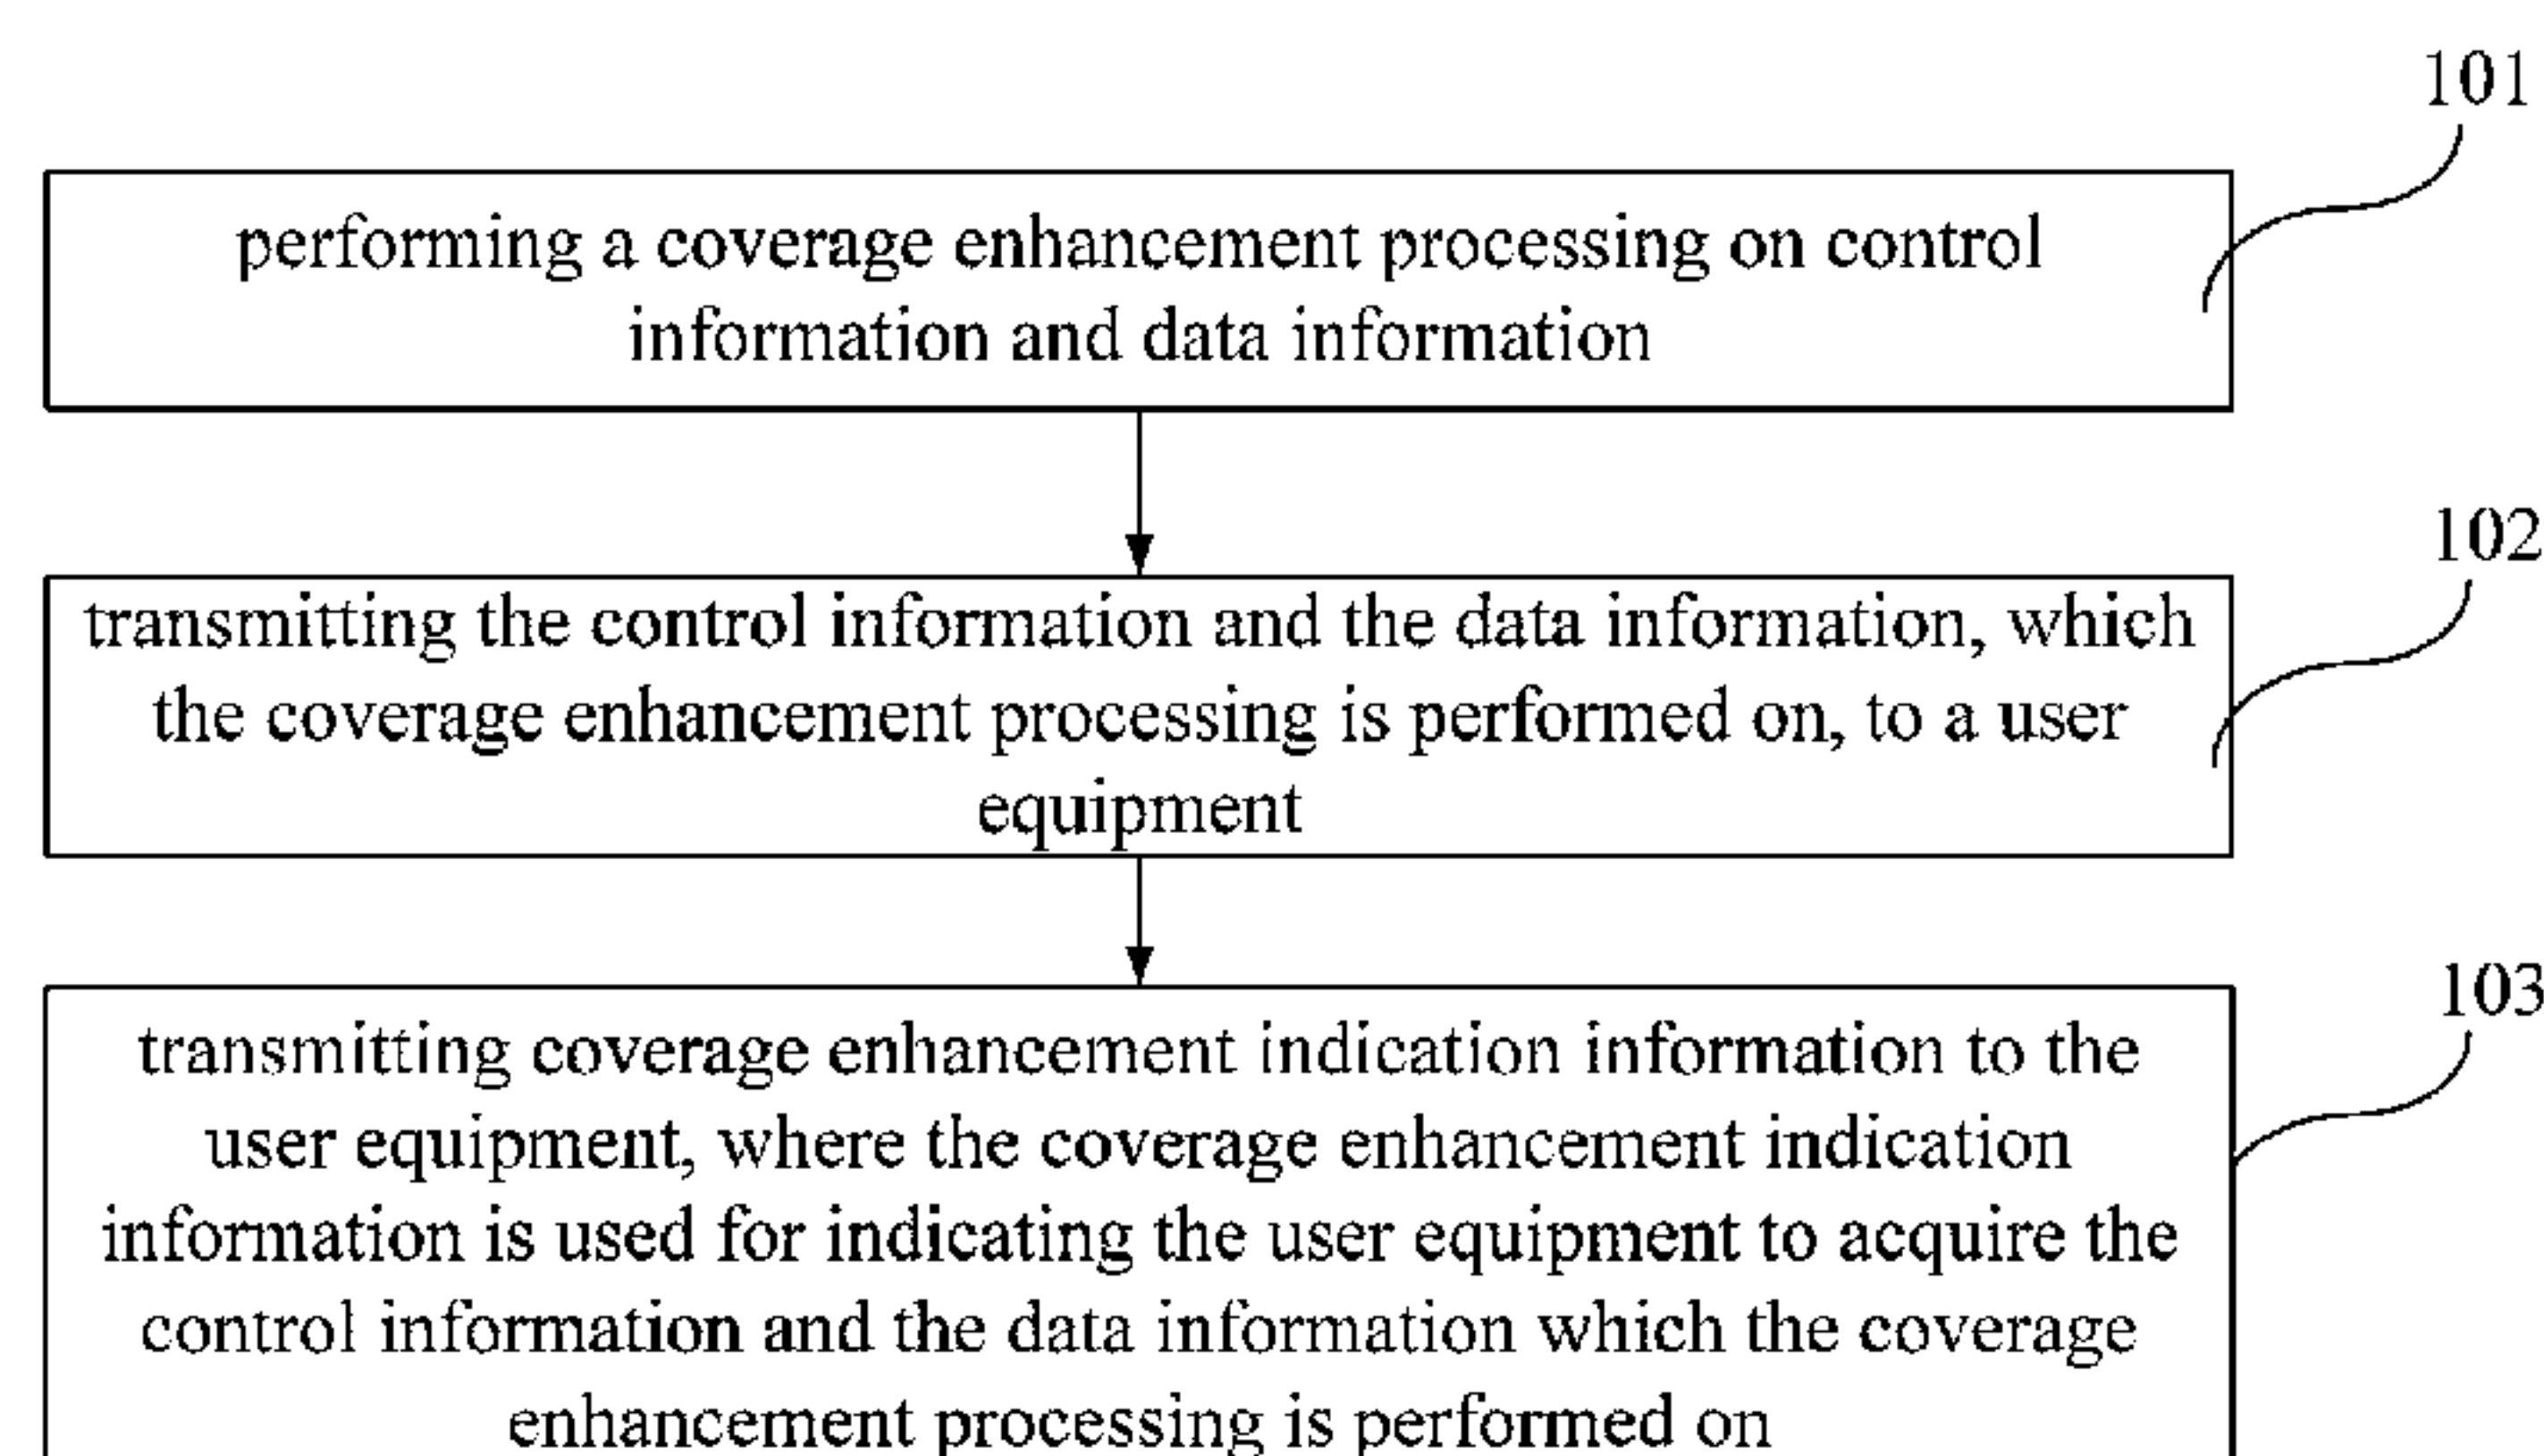 101
performing a coverage enhancement processing on control
information and data information
102
transmitting the control information and the data information, which
the coverage enhancement processing is performed on, to a user
equipment
103
transmitting coverage enhancement indication information to the
user equipment, where the coverage enhancement indication
information is used for indicating the user equipment to acquire the
control information and the data information which the coverage
enhancement processing is performed on